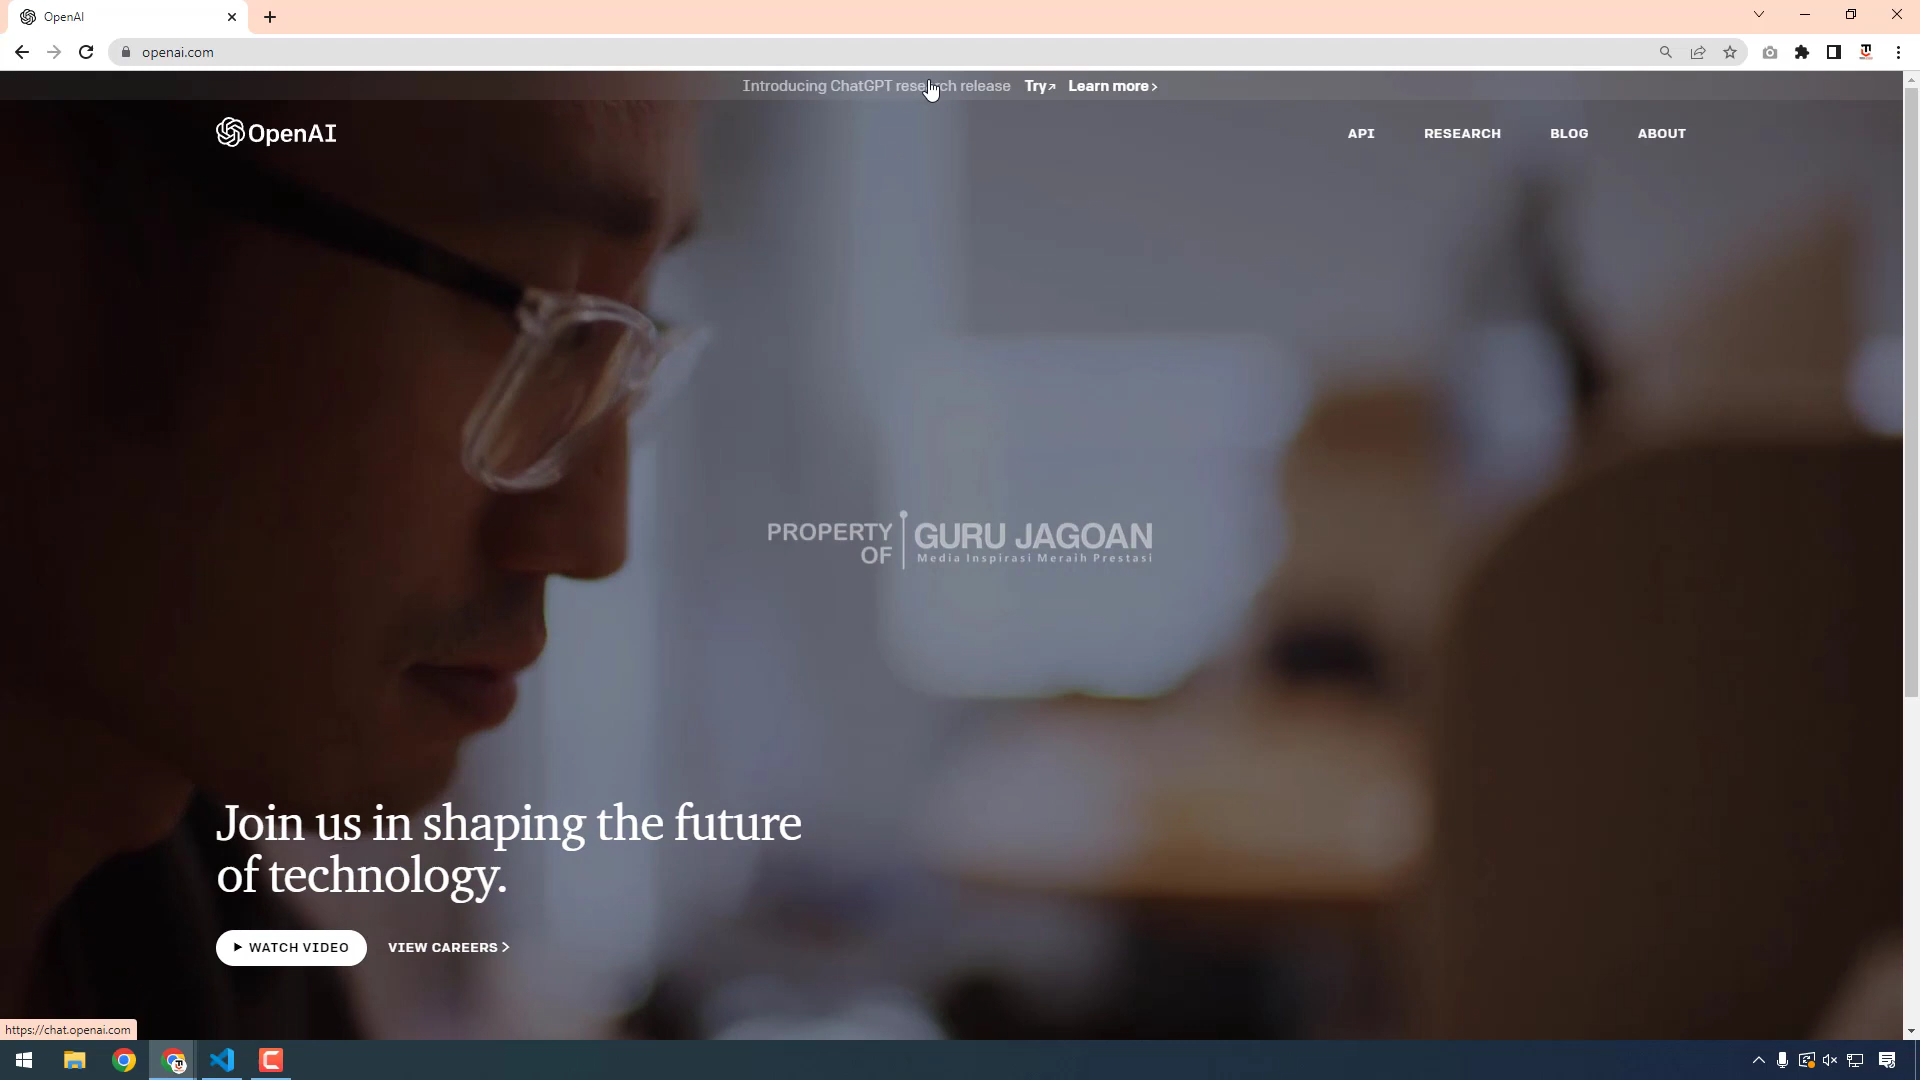 OpenAI
openai.com
Introducing ChatGPT research release Try Learn more
OpenAI
API RESEARCH BLOG ABOUT
PROPERTY OF GURU JAGOAN
Media Inspirasi Meraih Prestasi
Join us in shaping the future
of technology.
WATCH VIDEO VIEW CAREERS
https://chat.openai.com